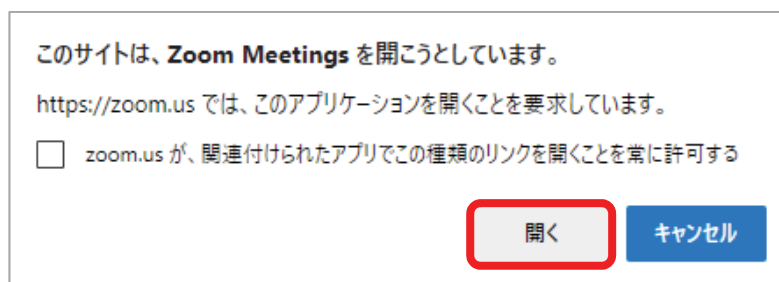 このサイトは、Zoom Meetings を開こうとしています。
https://zoom.us では、このアプリケーションを開くことを要求しています。
zoom.us が、関連付けられたアプリでこの種類のリンクを開くことを常に許可する
開く
キャンセル